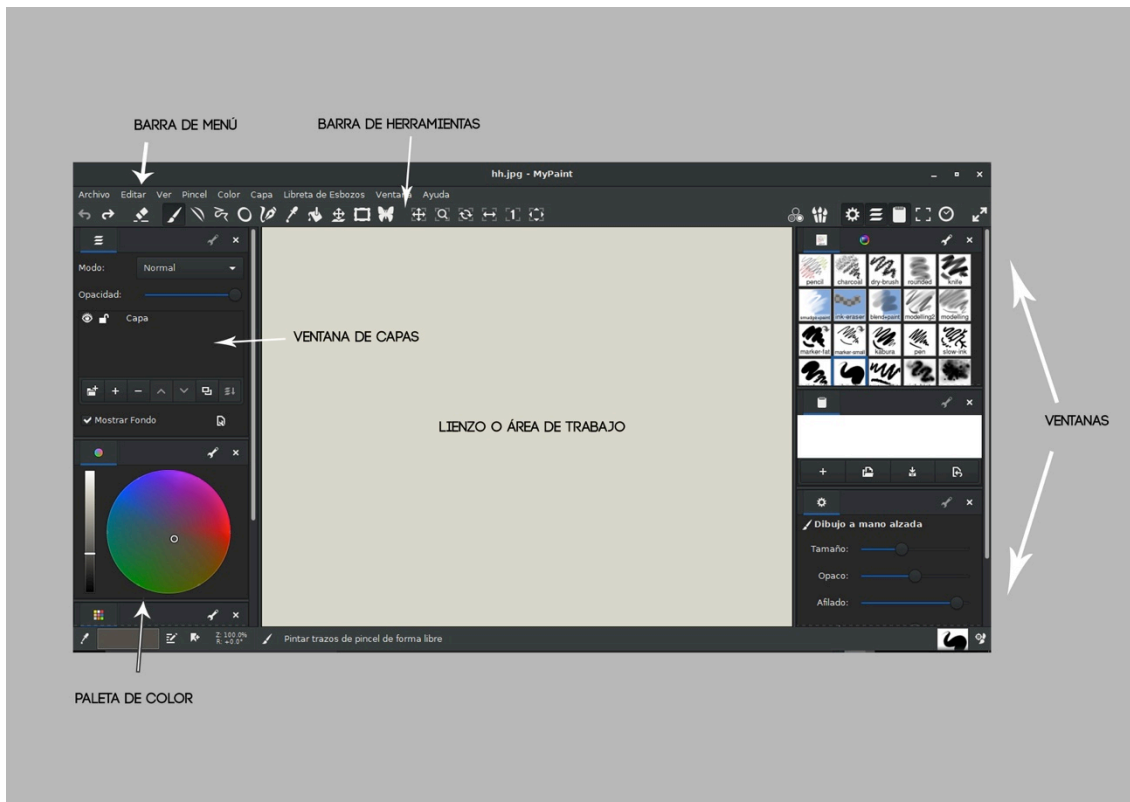 BARRA DE MENÚ
BARRA DE HERRAMIENTAS
hh.jpg - MyPaint
Archivo Editar Ver Pincel Color Capa Libreta de Esbozos Ventana Ayuda
Modo: Normal
Opacidad:
Capa
Mostrar Fondo
VENTANA DE CAPAS
LIENZO O ÁREA DE TRABAJO
pencil charcoal dry-brush rounded knife
smudge+paint ink-eraser blend+paint modelling2 modelling
marker-fat marker-small kabura pen slow-ink
VENTANAS
Dibujo a mano alzada
Tamaño:
Opaco:
Afilado:
Z: 100.0%
R: +0.0°
Pintar trazos de pincel de forma libre
PALETA DE COLOR